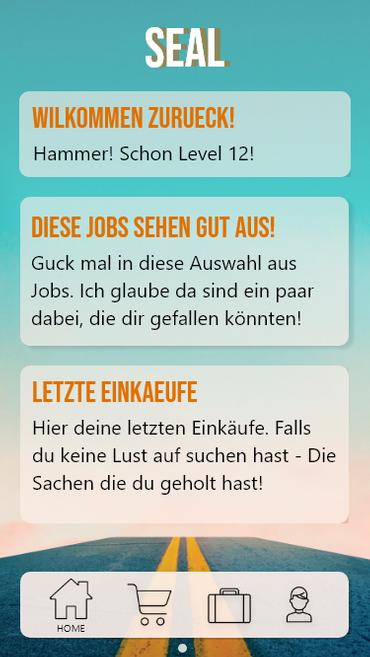 SEAL
WILKOMMEN ZURUECK!
Hammer! Schon Level 12!
DIESE JOBS SEHEN GUT AUS!
Guck mal in diese Auswahl aus
Jobs. Ich glaube da sind ein paar
dabei, die dir gefallen könnten!
LETZTE EINKAEUFE
Hier deine letzten Einkäufe. Falls
du keine Lust auf suchen hast - Die
Sachen die du geholt hast!
HOME